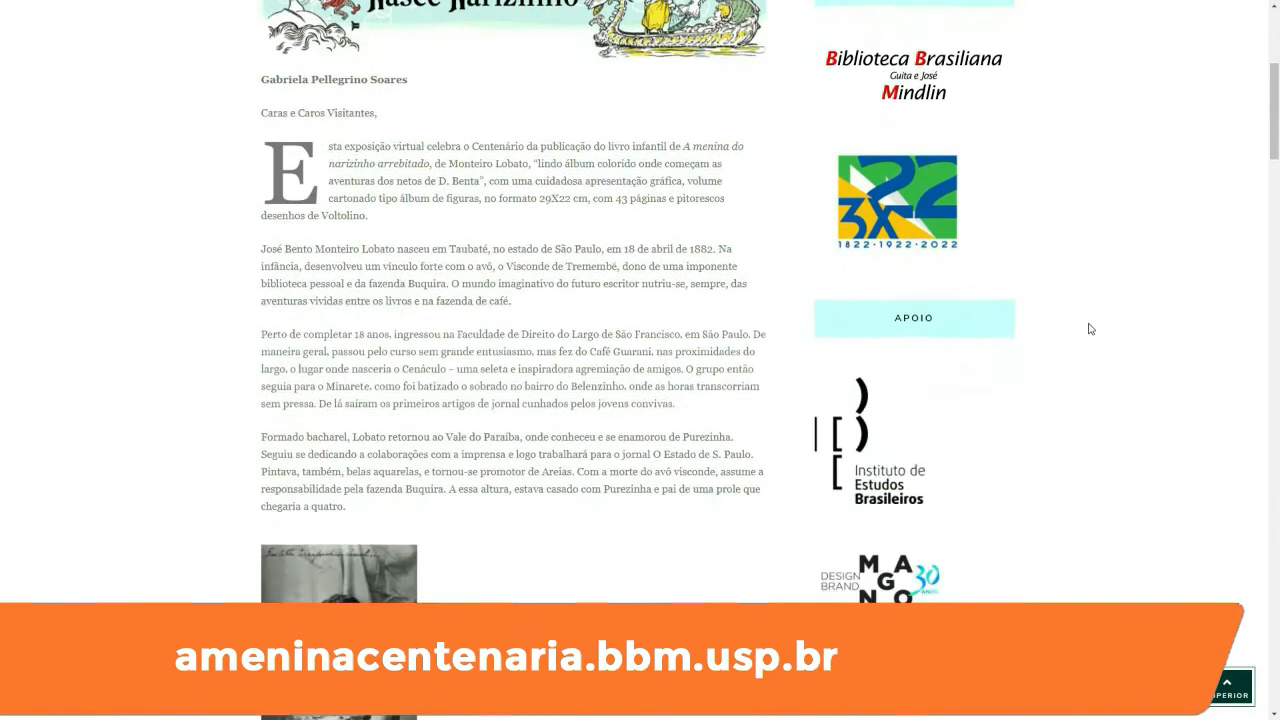 Nasce Narizinho
Gabriela Pellegrino Soares
Caras e Caros Visitantes,
Esta exposição virtual celebra o Centenário da publicação do livro infantil de A menina do
narizinho arrebitado, de Monteiro Lobato, “lindo álbum colorido onde começam as
aventuras dos netos de D. Benta”, com uma cuidadosa apresentação gráfica, volume
cartonado tipo álbum de figuras, no formato 29X22 cm, com 43 páginas e pitorescos
desenhos de Voltolino.
José Bento Monteiro Lobato nasceu em Taubaté, no estado de São Paulo, em 18 de abril de 1882. Na
infância, desenvolveu um vínculo forte com o avô, o Visconde de Tremembé, dono de uma imponente
biblioteca pessoal e da fazenda Buquira. O mundo imaginativo do futuro escritor nutriu-se, sempre, das
aventuras vividas entre os livros e na fazenda de café.
Perto de completar 18 anos, ingressou na Faculdade de Direito do Largo de São Francisco, em São Paulo. De
maneira geral, passou pelo curso sem grande entusiasmo, mas fez do Café Guarani, nas proximidades do
largo, o lugar onde nasceria o Cenáculo – uma seleta e inspiradora agremiação de amigos. O grupo então
seguia para o Minarete, como foi batizado o sobrado no bairro do Belenzinho, onde as horas transcorriam
sem pressa. De lá saíram os primeiros artigos de jornal cunhados pelos jovens convivas.
Formado bacharel, Lobato retornou ao Vale do Paraíba, onde conheceu e se enamorou de Purezinha.
Seguiu se dedicando a colaborações com a imprensa e logo trabalhará para o jornal O Estado de S. Paulo.
Pintava, também, belas aquarelas, e tornou-se promotor de Areias. Com a morte do avô visconde, assume a
responsabilidade pela fazenda Buquira. A essa altura, estava casado com Purezinha e pai de uma prole que
chegaria a quatro.
Biblioteca Brasiliana
Guita e José
Mindlin
3X22
1822·1922·2022
APOIO
Instituto de
Estudos
Brasileiros
DESIGN
BRAND
MAGNO
30
ANOS
ameninacentenaria.bbm.usp.br